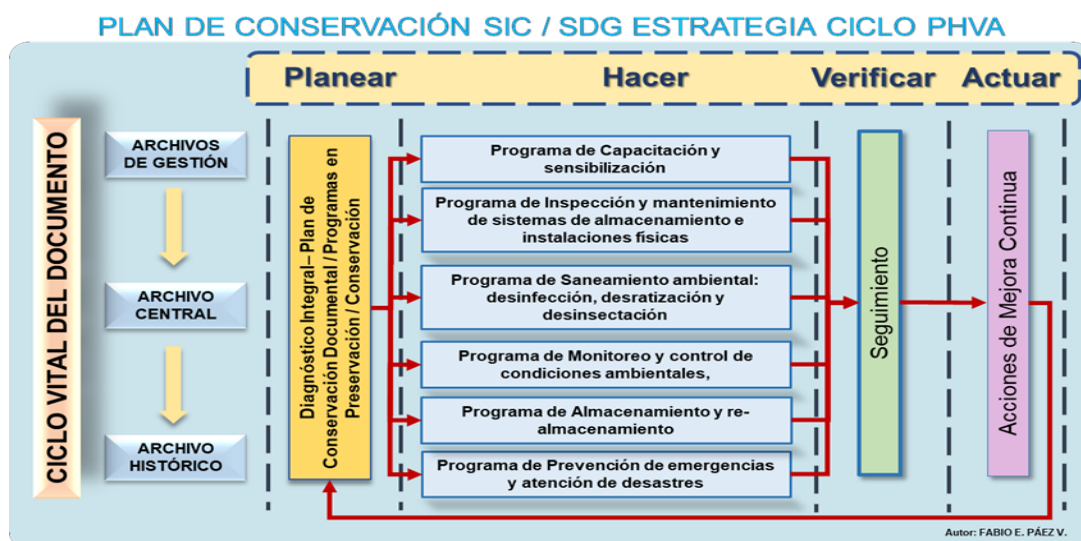 PLAN DE CONSERVACIÓN SIC / SDG ESTRATEGIA CICLO PHVA
Planear
Hacer
Verificar
Actuar
CICLO VITAL DEL DOCUMENTO
ARCHIVOS
DE GESTIÓN
ARCHIVO
CENTRAL
ARCHIVO
HISTÓRICO
Diagnóstico Integral– Plan de
Conservación Documental / Programas en
Preservación / Conservación
Programa de Capacitación y
sensibilización
Programa de Inspección y mantenimiento
de sistemas de almacenamiento e
instalaciones físicas
Programa de Saneamiento ambiental:
desinfección, desratización y
desinsectación
Programa de Monitoreo y control de
condiciones ambientales,
Programa de Almacenamiento y re-
almacenamiento
Programa de Prevención de emergencias
y atención de desastres
Seguimiento
Acciones de Mejora Continua
Autor: FABIO E. PÁEZ V.